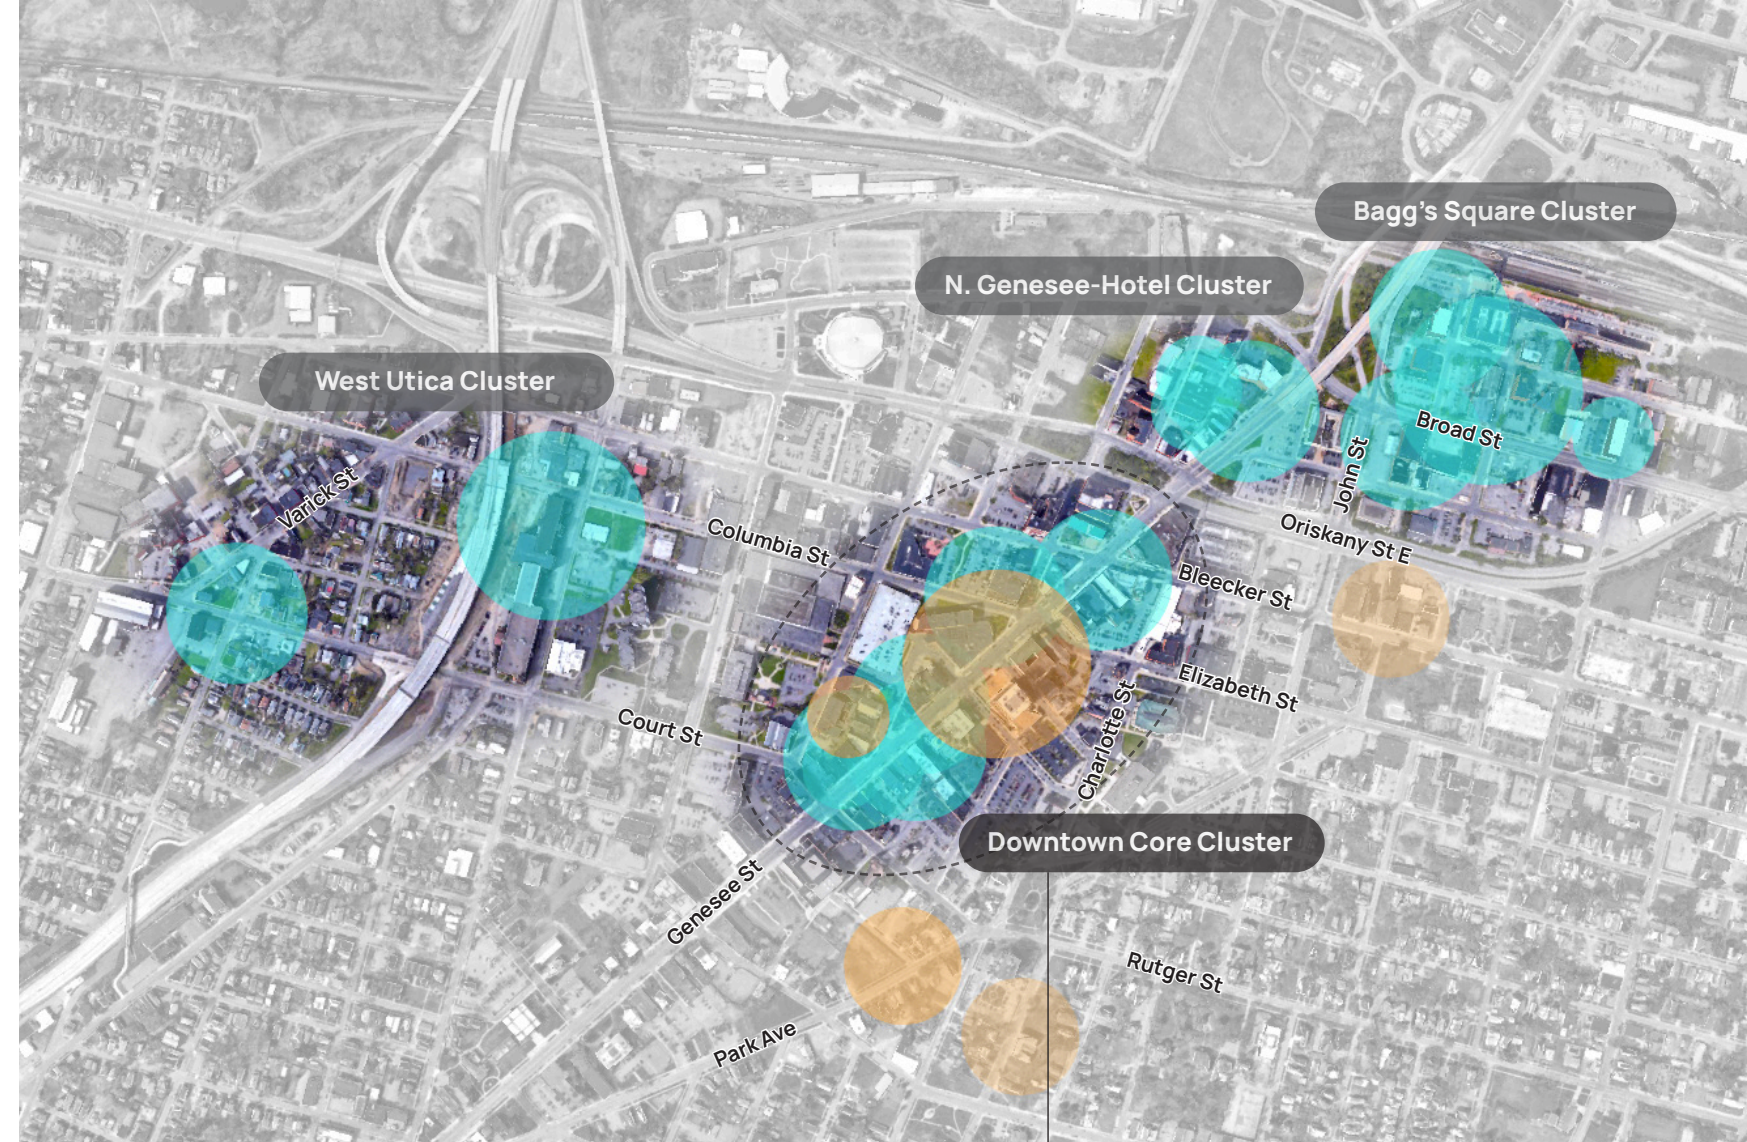 Bagg's Square Cluster
N. Genesee-Hotel Cluster
West Utica Cluster
Broad St
John St
Varick St
Columbia St
Oriskany St E
Bleecker St
Elizabeth St
Court St
Charlotte St
Downtown Core Cluster
Genesee St
Rutger St
Park Ave